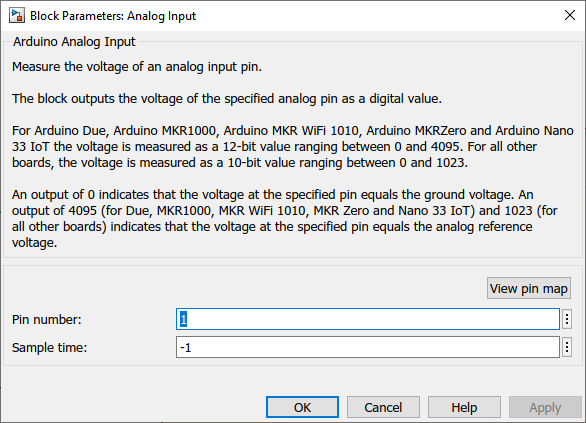 Block Parameters: Analog Input
Arduino Analog Input
Measure the voltage of an analog input pin.
The block outputs the voltage of the specified analog pin as a digital value.
For Arduino Due, Arduino MKR1000, Arduino MKR WiFi 1010, Arduino MKRZero and Arduino Nano
33 IoT the voltage is measured as a 12-bit value ranging between 0 and 4095. For all other
boards, the voltage is measured as a 10-bit value ranging between 0 and 1023.
An output of 0 indicates that the voltage at the specified pin equals the ground voltage. An
output of 4095 (for Due, MKR1000, MKR WiFi 1010, MKR Zero and Nano 33 IoT) and 1023 (for
all other boards) indicates that the voltage at the specified pin equals the analog reference
voltage.
View pin map
Pin number: 1
Sample time: -1
OK Cancel Help Apply